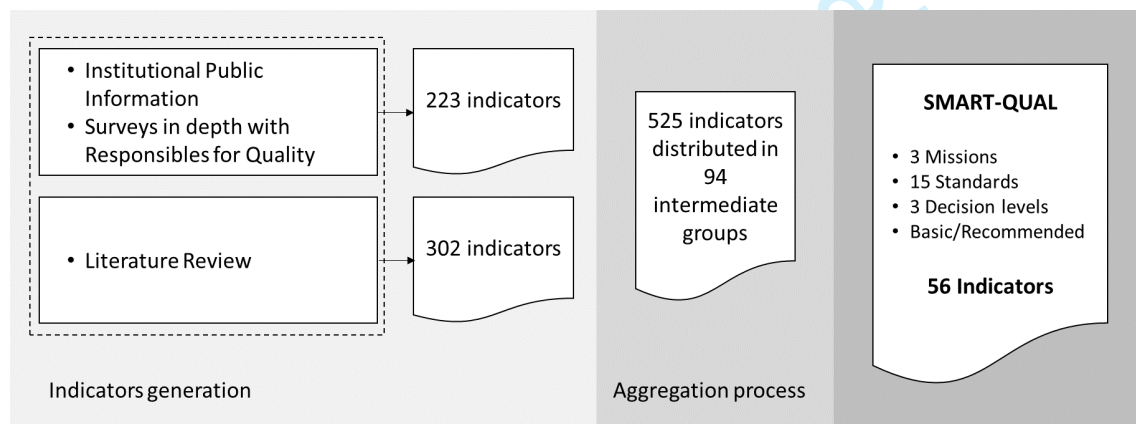 • Institutional Public
Information
• Surveys in depth with
Responsibles for Quality
223 indicators
• Literature Review
302 indicators
Indicators generation
525 indicators
distributed in
94
intermediate
groups
Aggregation process
SMART-QUAL
• 3 Missions
• 15 Standards
• 3 Decision levels
• Basic/Recommended
56 Indicators